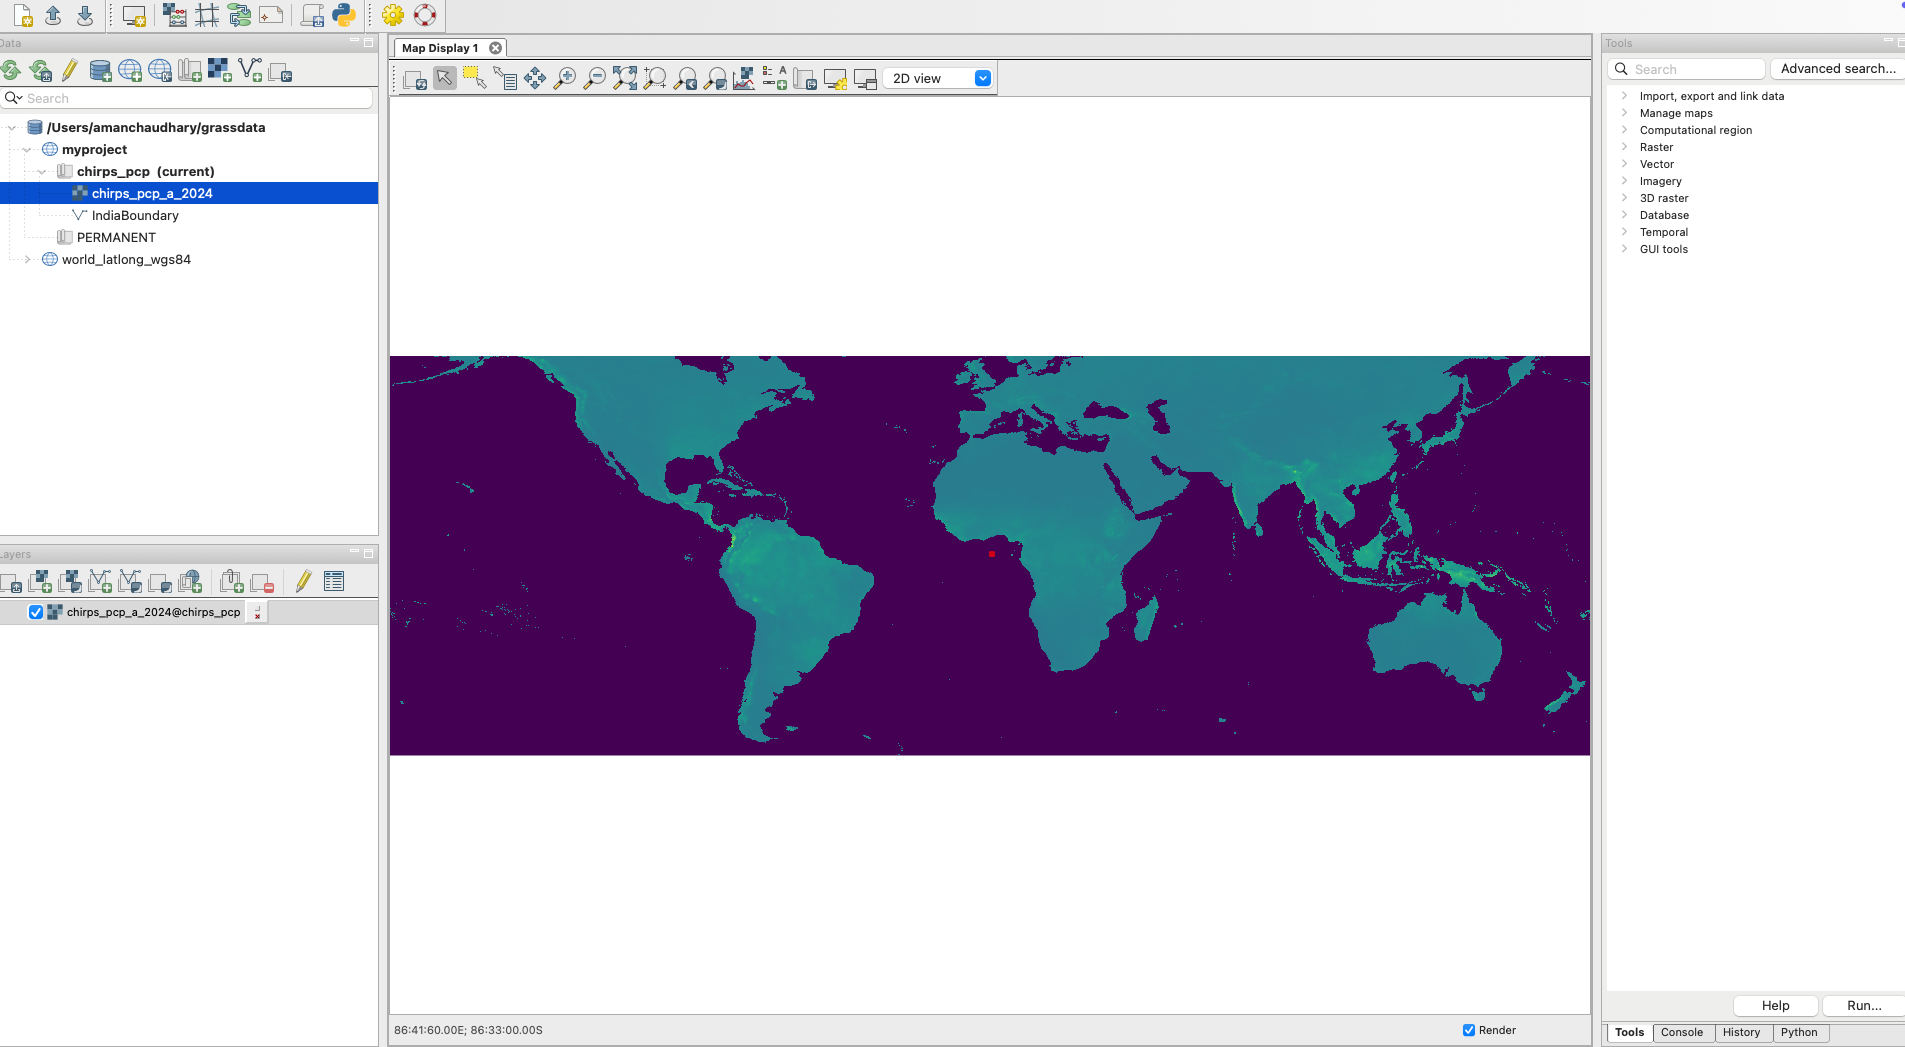 Data
Search
/Users/amanchaudhary/grassdata
myproject
chirps_pcp (current)
chirps_pcp_a_2024
IndiaBoundary
PERMANENT
world_latlong_wgs84
Layers
chirps_pcp_a_2024@chirps_pcp
Map Display 1
2D view
86:41:60.00E; 86:33:00.00S
Render
Tools
Search
Advanced search...
Import, export and link data
Manage maps
Computational region
Raster
Vector
Imagery
3D raster
Database
Temporal
GUI tools
Help
Run...
Tools
Console
History
Python